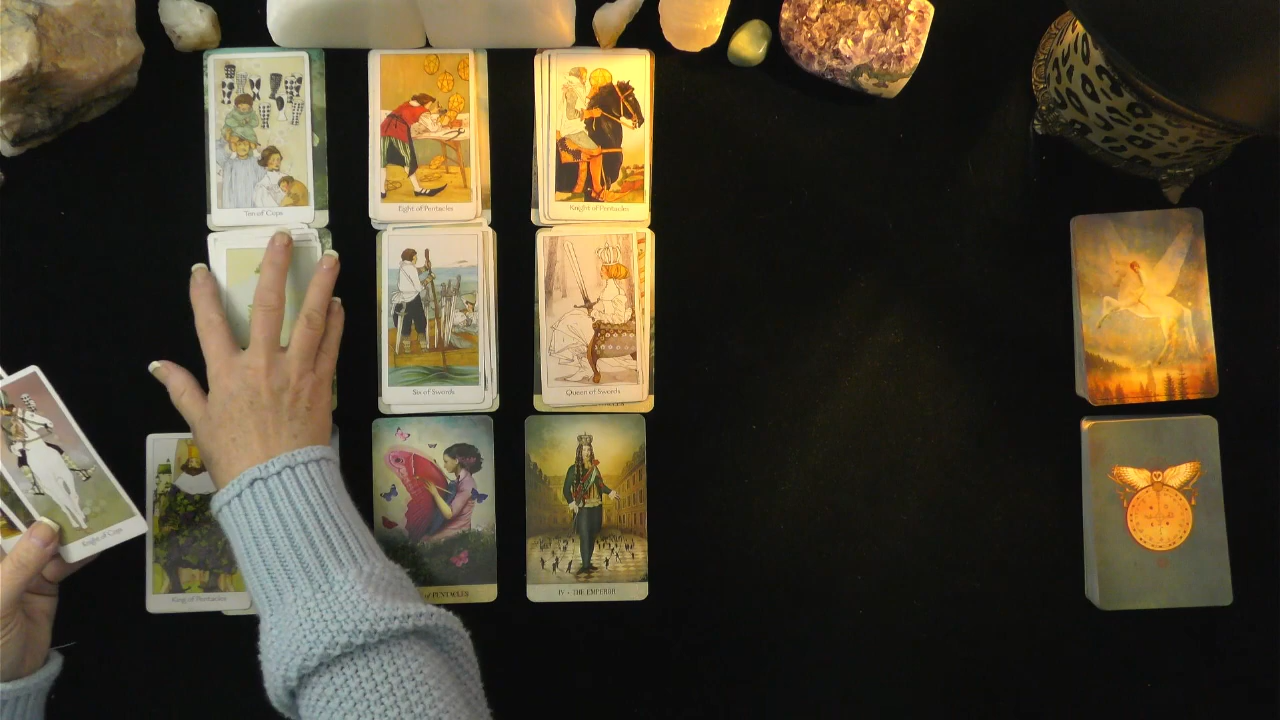 Ten of Cups
Eight of Pentacles
Knight of Pentacles
Six of Swords
Queen of Swords
Knight of Cups
King of Pentacles
of PENTACLES
IV • THE EMPEROR